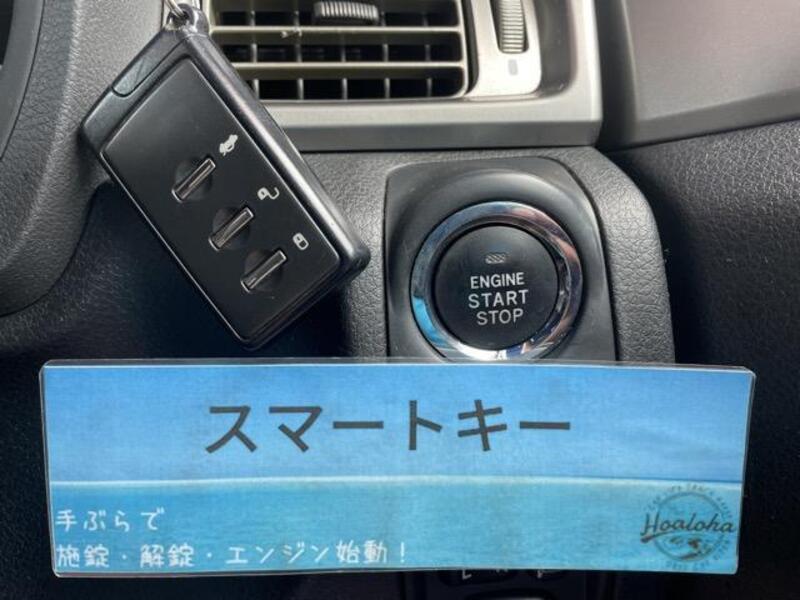 ENGINE
START
STOP
スマートキー
手ぶらで
施錠・解錠・エンジン始動！
Hoaloha